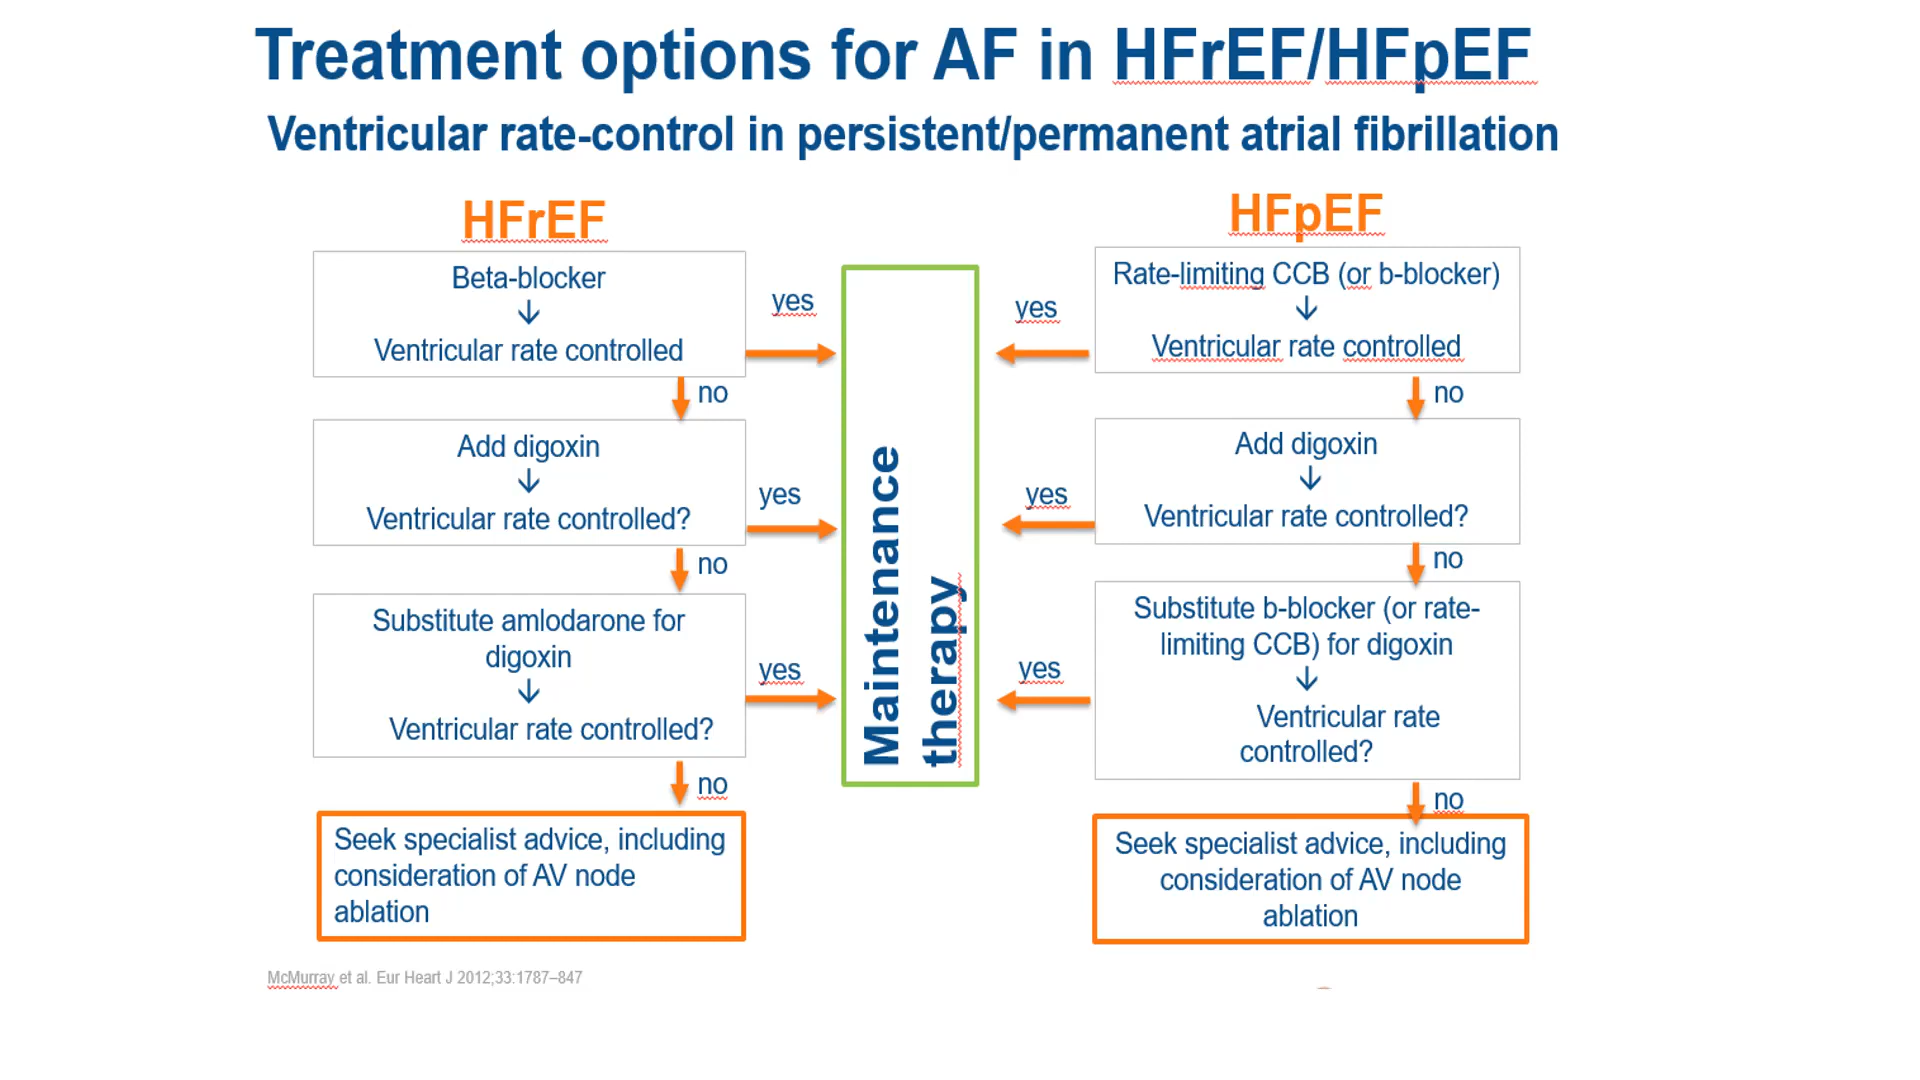 Treatment options for AF in HFrEF/HFpEF
Ventricular rate-control in persistent/permanent atrial fibrillation
HFrEF
Beta-blocker
↓
Ventricular rate controlled
yes
no
Add digoxin
↓
Ventricular rate controlled?
yes
no
Substitute amlodarone for
digoxin
↓
Ventricular rate controlled?
yes
no
Seek specialist advice, including
consideration of AV node
ablation
Maintenance
therapy
HFpEF
Rate-limiting CCB (or b-blocker)
↓
Ventricular rate controlled
yes
no
Add digoxin
↓
Ventricular rate controlled?
yes
no
Substitute b-blocker (or rate-
limiting CCB) for digoxin
↓
Ventricular rate
controlled?
yes
no
Seek specialist advice, including
consideration of AV node
ablation
McMurray et al. Eur Heart J 2012;33:1787–847